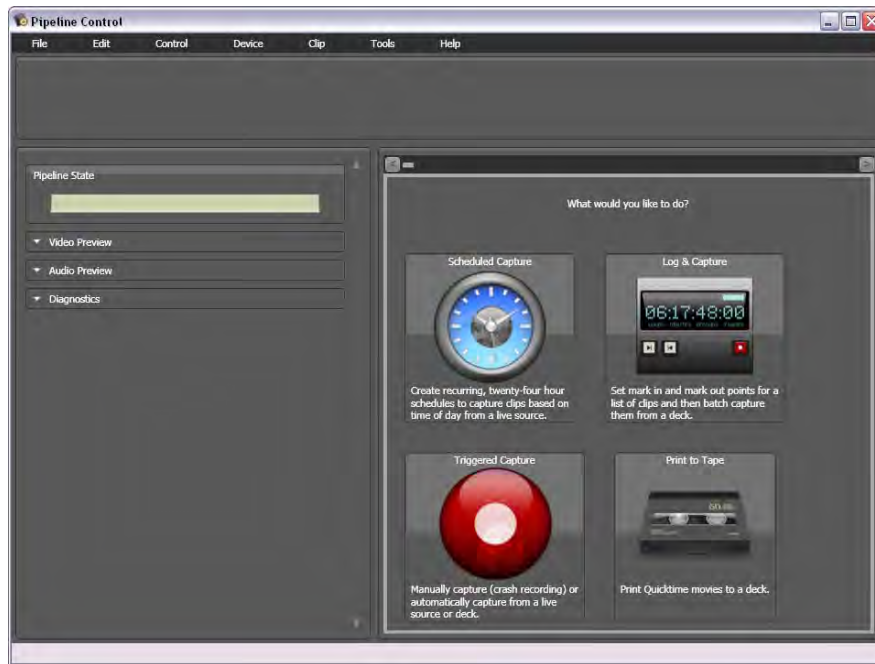 Pipeline Control
File Edit Control Device Clip Tools Help
Pipeline State
Video Preview
Audio Preview
Diagnostics
What would you like to do?
Scheduled Capture
06:17:48:00
Create recurring, twenty-four hour
schedules to capture clips based on
time of day from a live source.
Log & Capture
Set mark in and mark out points for a
list of clips and then batch capture
them from a deck.
Triggered Capture
Manually capture (crash recording) or
automatically capture from a live
source or deck.
Print to Tape
Print Quicktime movies to a deck.